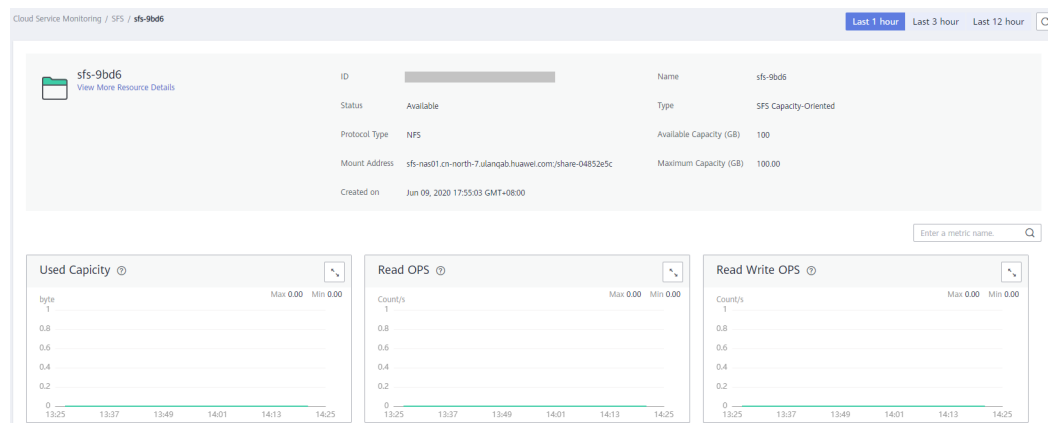 Cloud Service Monitoring / SFS / sfs-9bd6
Last 1 hour Last 3 hour Last 12 hour
sfs-9bd6
View More Resource Details
ID
Name sfs-9bd6
Status Available
Type SFS Capacity-Oriented
Protocol Type NFS
Available Capacity (GB) 100
Mount Address sfs-nas01.cn-north-7.ulanqab.huawei.com:/share-04852e5c
Maximum Capacity (GB) 100.00
Created on Jun 09, 2020 17:55:03 GMT+08:00
Enter a metric name.
Used Capicity
byte Max 0.00 Min 0.00
1
0.8
0.6
0.4
0.2
0
13:25 13:37 13:49 14:01 14:13 14:25
Read OPS
Count/s Max 0.00 Min 0.00
1
0.8
0.6
0.4
0.2
0
13:25 13:37 13:49 14:01 14:13 14:25
Read Write OPS
Count/s Max 0.00 Min 0.00
1
0.8
0.6
0.4
0.2
0
13:25 13:37 13:49 14:01 14:13 14:25